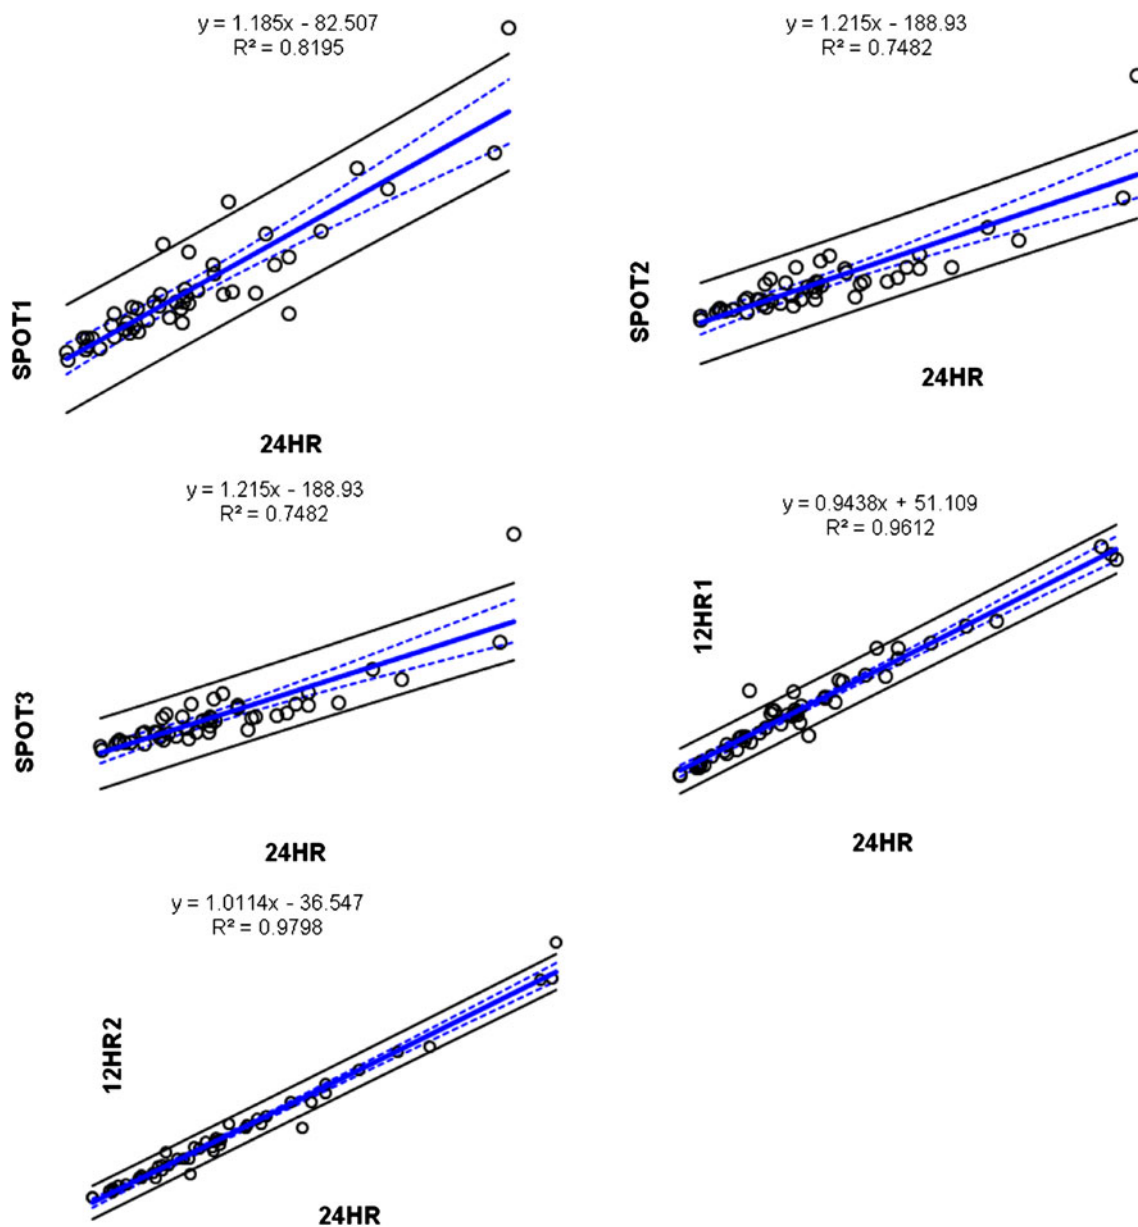 y = 1.185x - 82.507
R² = 0.8195
SPOT1
24HR
y = 1.215x - 188.93
R² = 0.7482
SPOT2
24HR
y = 1.215x - 188.93
R² = 0.7482
SPOT3
24HR
y = 0.9438x + 51.109
R² = 0.9612
12HR1
24HR
y = 1.0114x - 36.547
R² = 0.9798
12HR2
24HR